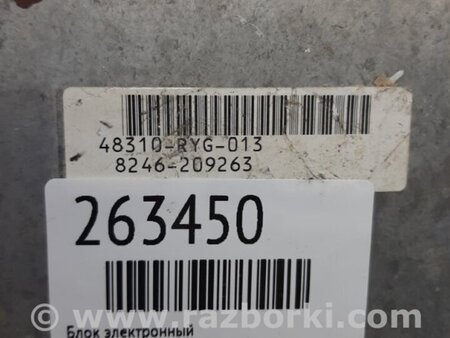 48310-RYG-013
8246-209263
263450
Блок электронный
© www.razborki.com